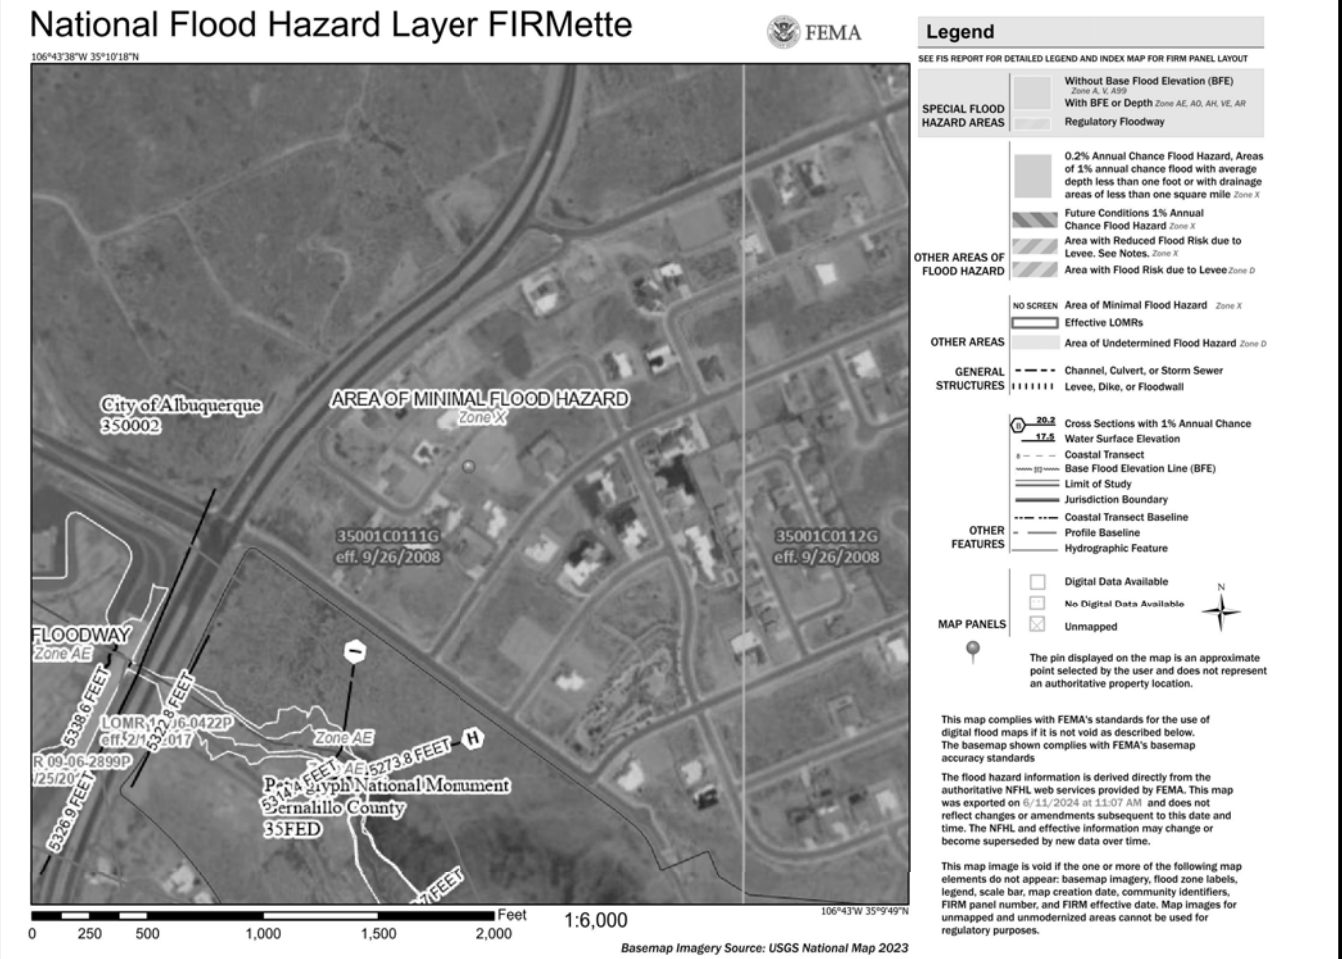 National Flood Hazard Layer FIRMette
FEMA
106°43'38"W 35°10'18"N
City of Albuquerque
350002
AREA OF MINIMAL FLOOD HAZARD
Zone X
35001C0111G
eff. 9/26/2008
35001C0112G
eff. 9/26/2008
FLOODWAY
Zone AE
5338.6 FEET
5322.8 FEET
5326.9 FEET
R 09-06-2899P
Zone AE
5273.8 FEET
H
National Monument
Bernalillo County
35FED
FEET
106°43'W 35°9'49"N
Feet
1:6,000
0
250
500
1,000
1,500
2,000
Basemap Imagery Source: USGS National Map 2023
Legend
SEE FIS REPORT FOR DETAILED LEGEND AND INDEX MAP FOR FIRM PANEL LAYOUT
SPECIAL FLOOD
HAZARD AREAS
Without Base Flood Elevation (BFE)
Zone A, V, A99
With BFE or Depth Zone AE, AO, AH, VE, AR
Regulatory Floodway
OTHER AREAS OF
FLOOD HAZARD
0.2% Annual Chance Flood Hazard, Areas
of 1% annual chance flood with average
depth less than one foot or with drainage
areas of less than one square mile Zone X
Future Conditions 1% Annual
Chance Flood Hazard Zone X
Area with Reduced Flood Risk due to
Levee. See Notes. Zone X
Area with Flood Risk due to Levee Zone D
OTHER AREAS
NO SCREEN Area of Minimal Flood Hazard Zone X
Effective LOMRs
Area of Undetermined Flood Hazard Zone D
GENERAL
STRUCTURES
Channel, Culvert, or Storm Sewer
Levee, Dike, or Floodwall
OTHER
FEATURES
B 20.2 Cross Sections with 1% Annual Chance
17.5 Water Surface Elevation
8 Coastal Transect
513 Base Flood Elevation Line (BFE)
Limit of Study
Jurisdiction Boundary
Coastal Transect Baseline
Profile Baseline
Hydrographic Feature
MAP PANELS
Digital Data Available
No Digital Data Available
Unmapped
N
The pin displayed on the map is an approximate
point selected by the user and does not represent
an authoritative property location.
This map complies with FEMA's standards for the use of
digital flood maps if it is not void as described below.
The basemap shown complies with FEMA's basemap
accuracy standards
The flood hazard information is derived directly from the
authoritative NFHL web services provided by FEMA. This map
was exported on 6/11/2024 at 11:07 AM and does not
reflect changes or amendments subsequent to this date and
time. The NFHL and effective information may change or
become superseded by new data over time.
This map image is void if the one or more of the following map
elements do not appear: basemap imagery, flood zone labels,
legend, scale bar, map creation date, community identifiers,
FIRM panel number, and FIRM effective date. Map images for
unmapped and unmodernized areas cannot be used for
regulatory purposes.